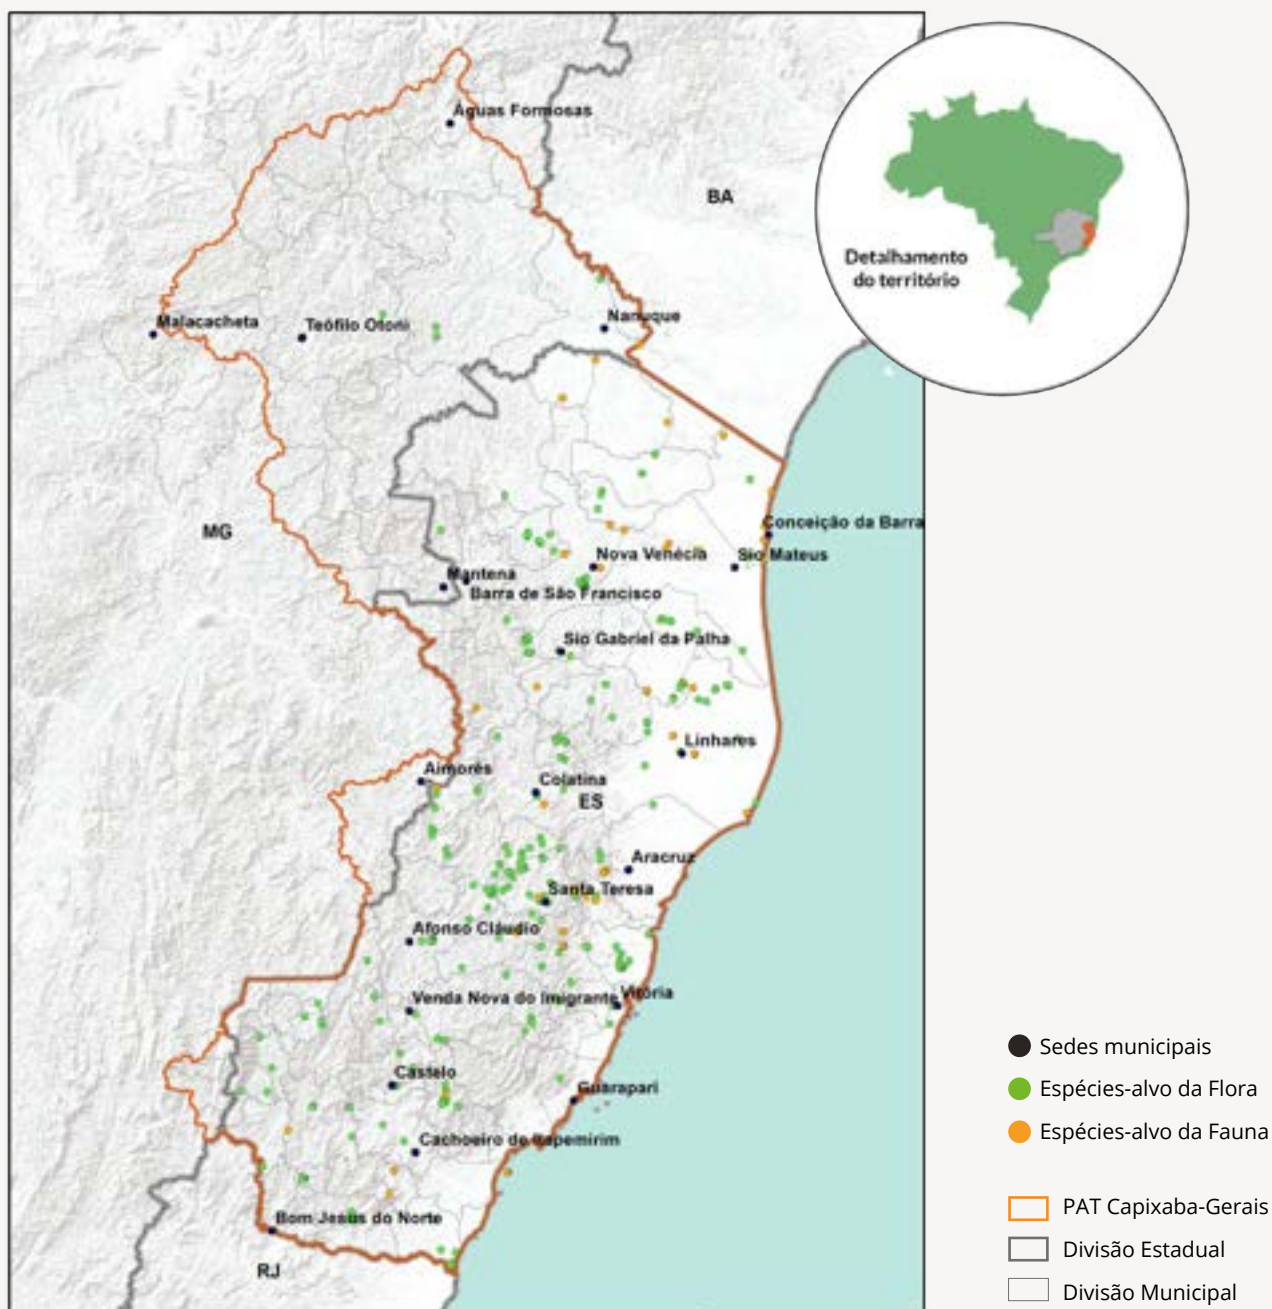 Águas Formosas
BA
Detalhamento
do território
Malacacheta
Teófilo Otoni
Nanuque
MG
Conceição da Barra
Nova Venécia
São Mateus
Mantena
Barra de São Francisco
São Gabriel da Palha
Linhares
Aimorés
Colatina
ES
Aracruz
Santa Teresa
Afonso Cláudio
Venda Nova do Imigrante
Vitória
Castelo
Guarapari
Cachoeiro de Itapemirim
Bom Jesus do Norte
RJ
Sedes municipais
Espécies-alvo da Flora
Espécies-alvo da Fauna
PAT Capixaba-Gerais
Divisão Estadual
Divisão Municipal